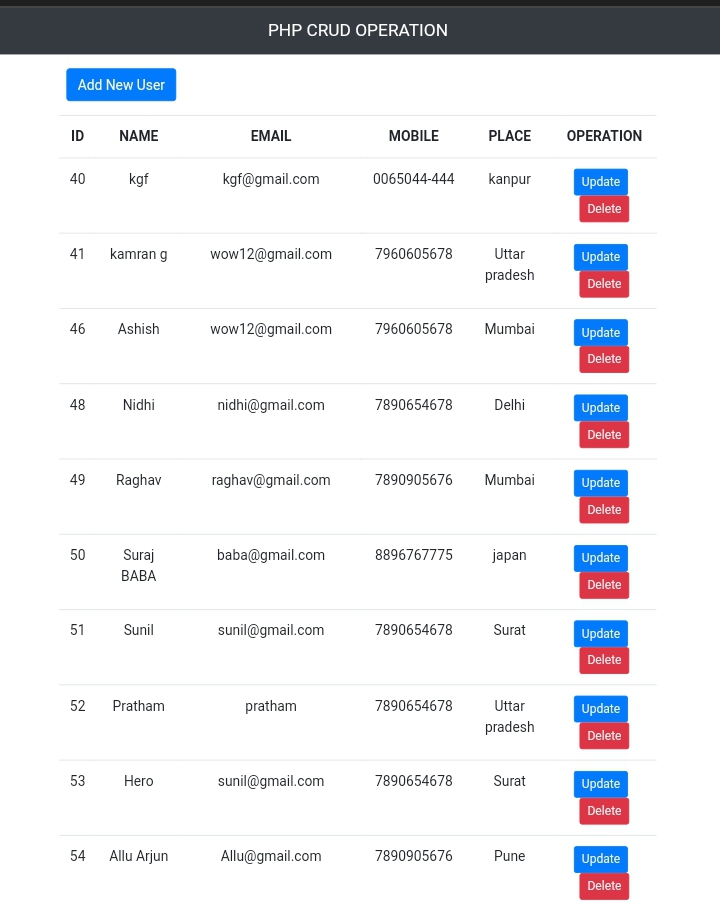 PHP CRUD OPERATION
Add New User
ID NAME EMAIL MOBILE PLACE OPERATION
40 kgf kgf@gmail.com 0065044-444 kanpur Update
Delete
41 kamran g wow12@gmail.com 7960605678 Uttar Update
pradesh Delete
46 Ashish wow12@gmail.com 7960605678 Mumbai Update
Delete
48 Nidhi nidhi@gmail.com 7890654678 Delhi Update
Delete
49 Raghav raghav@gmail.com 7890905676 Mumbai Update
Delete
50 Suraj baba@gmail.com 8896767775 japan Update
BABA Delete
51 Sunil sunil@gmail.com 7890654678 Surat Update
Delete
52 Pratham pratham 7890654678 Uttar Update
pradesh Delete
53 Hero sunil@gmail.com 7890654678 Surat Update
Delete
54 Allu Arjun Allu@gmail.com 7890905676 Pune Update
Delete